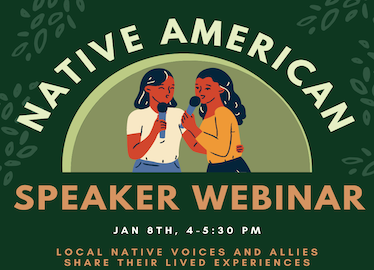 NATIVE AMERICAN
SPEAKER WEBINAR
JAN 8TH, 4-5:30 PM
LOCAL NATIVE VOICES AND ALLIES
SHARE THEIR LIVED EXPERIENCES